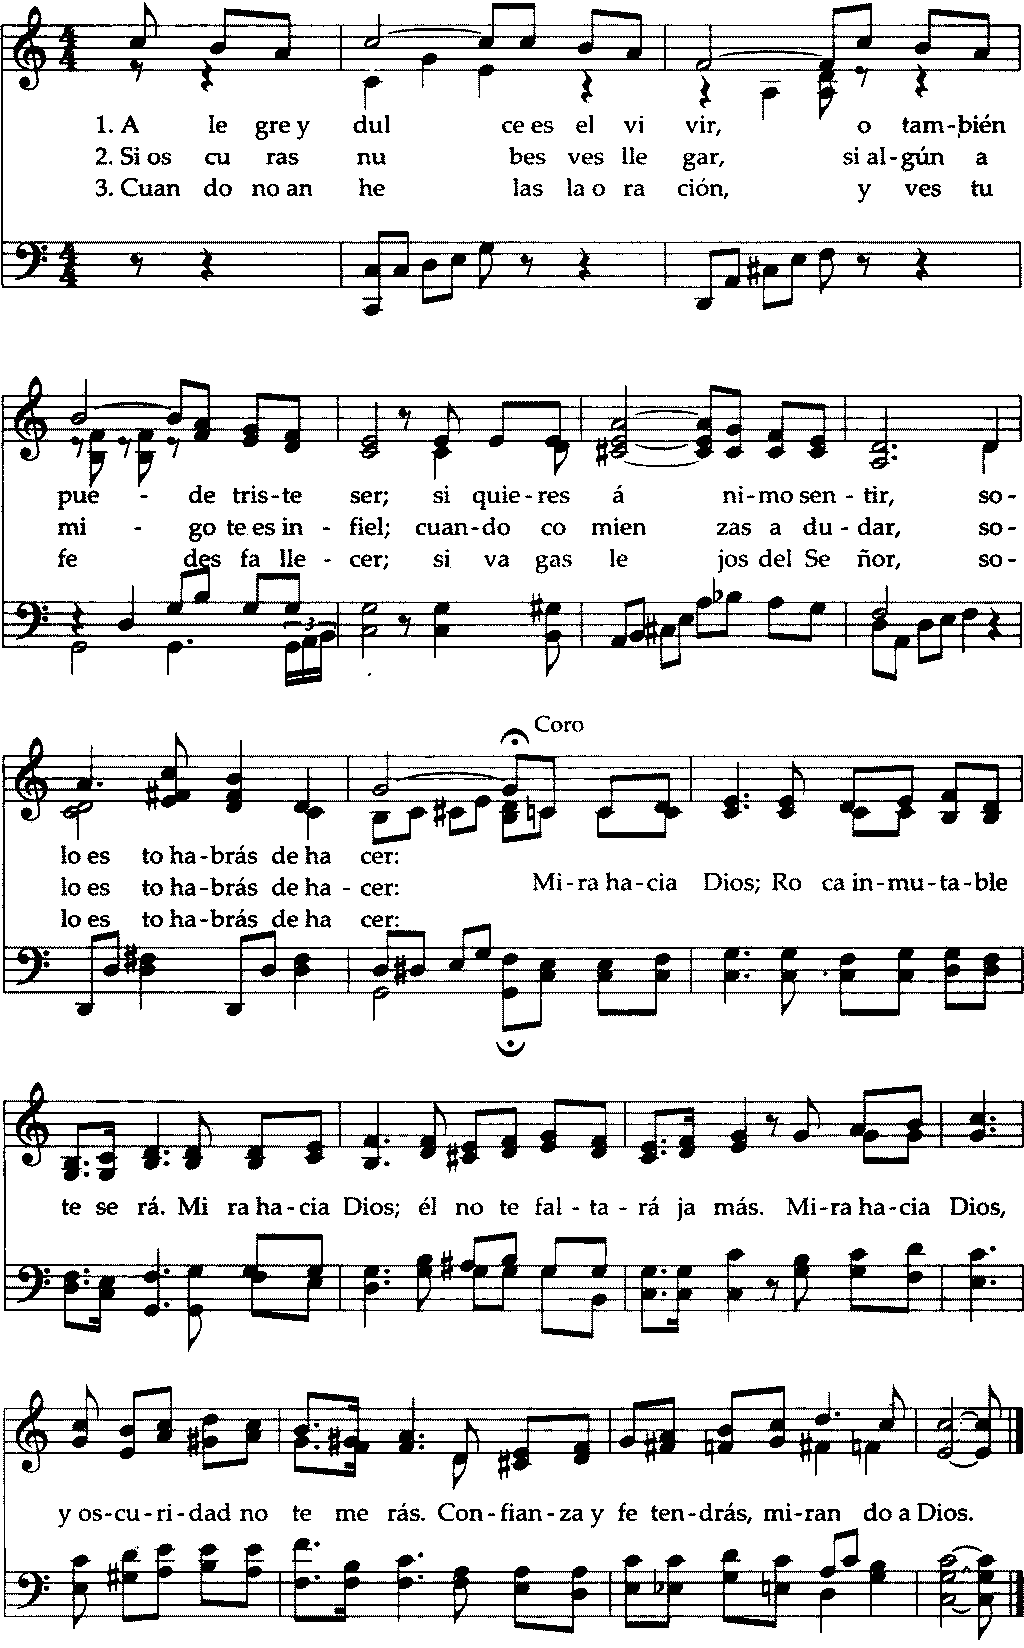 1. A le gre y dul ce es el vi vir, o tam-bién
2. Si os cu ras nu bes ves lle gar, si al-gún a
3. Cuan do no an he las la o ra ción, y ves tu
pue - de tris-te ser; si quie-res á ni-mo sen-tir, so-
mi - go te es in-fiel; cuan-do co mien zas a du-dar, so-
fe des fa lle - cer; si va gas le jos del Se ñor, so-
3
Coro
lo es to ha-brás de ha cer:
lo es to ha-brás de ha-cer: Mi-ra ha-cia Dios; Ro ca in-mu-ta-ble
lo es to ha-brás de ha cer:
te se rá. Mi ra ha-cia Dios; él no te fal-ta-rá ja más. Mi-ra ha-cia Dios,
y os-cu-ri-dad no te me rás. Con-fian-za y fe ten-drás, mi-ran do a Dios.